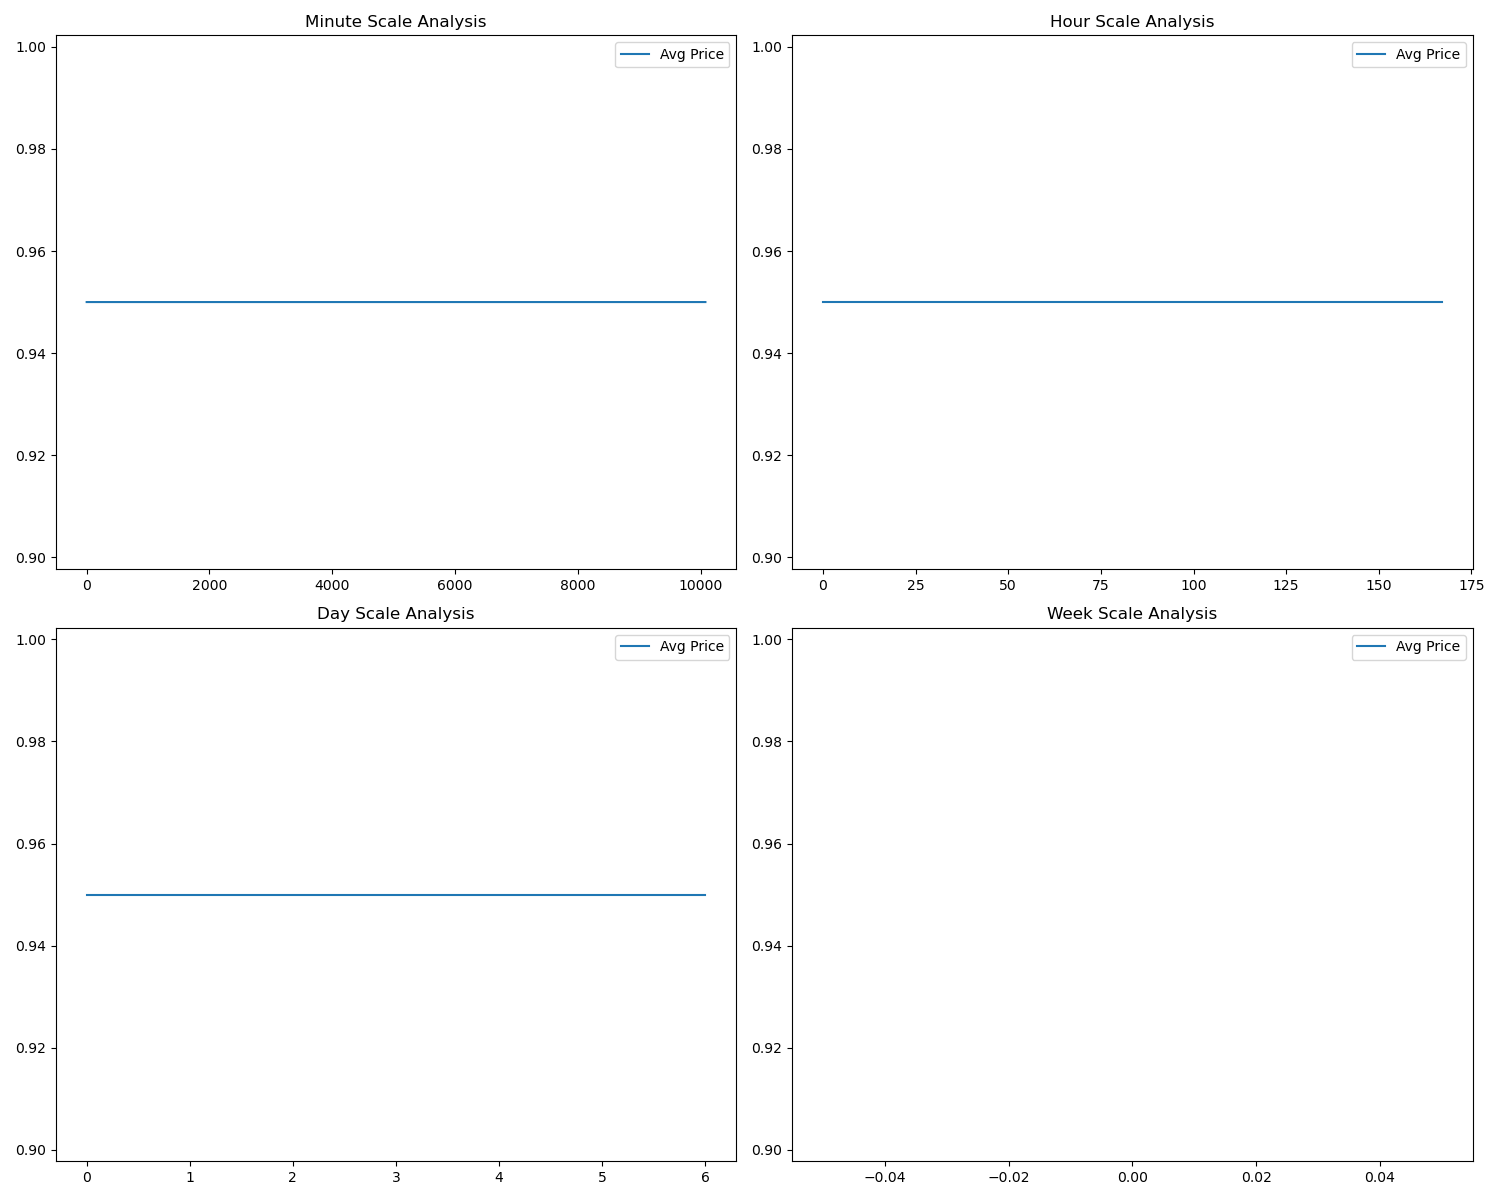 Minute Scale Analysis
Avg Price
1.00
0.98
0.96
0.94
0.92
0.90
0 2000 4000 6000 8000 10000
Hour Scale Analysis
Avg Price
1.00
0.98
0.96
0.94
0.92
0.90
0 25 50 75 100 125 150 175
Day Scale Analysis
Avg Price
1.00
0.98
0.96
0.94
0.92
0.90
0 1 2 3 4 5 6
Week Scale Analysis
Avg Price
1.00
0.98
0.96
0.94
0.92
0.90
−0.04 −0.02 0.00 0.02 0.04